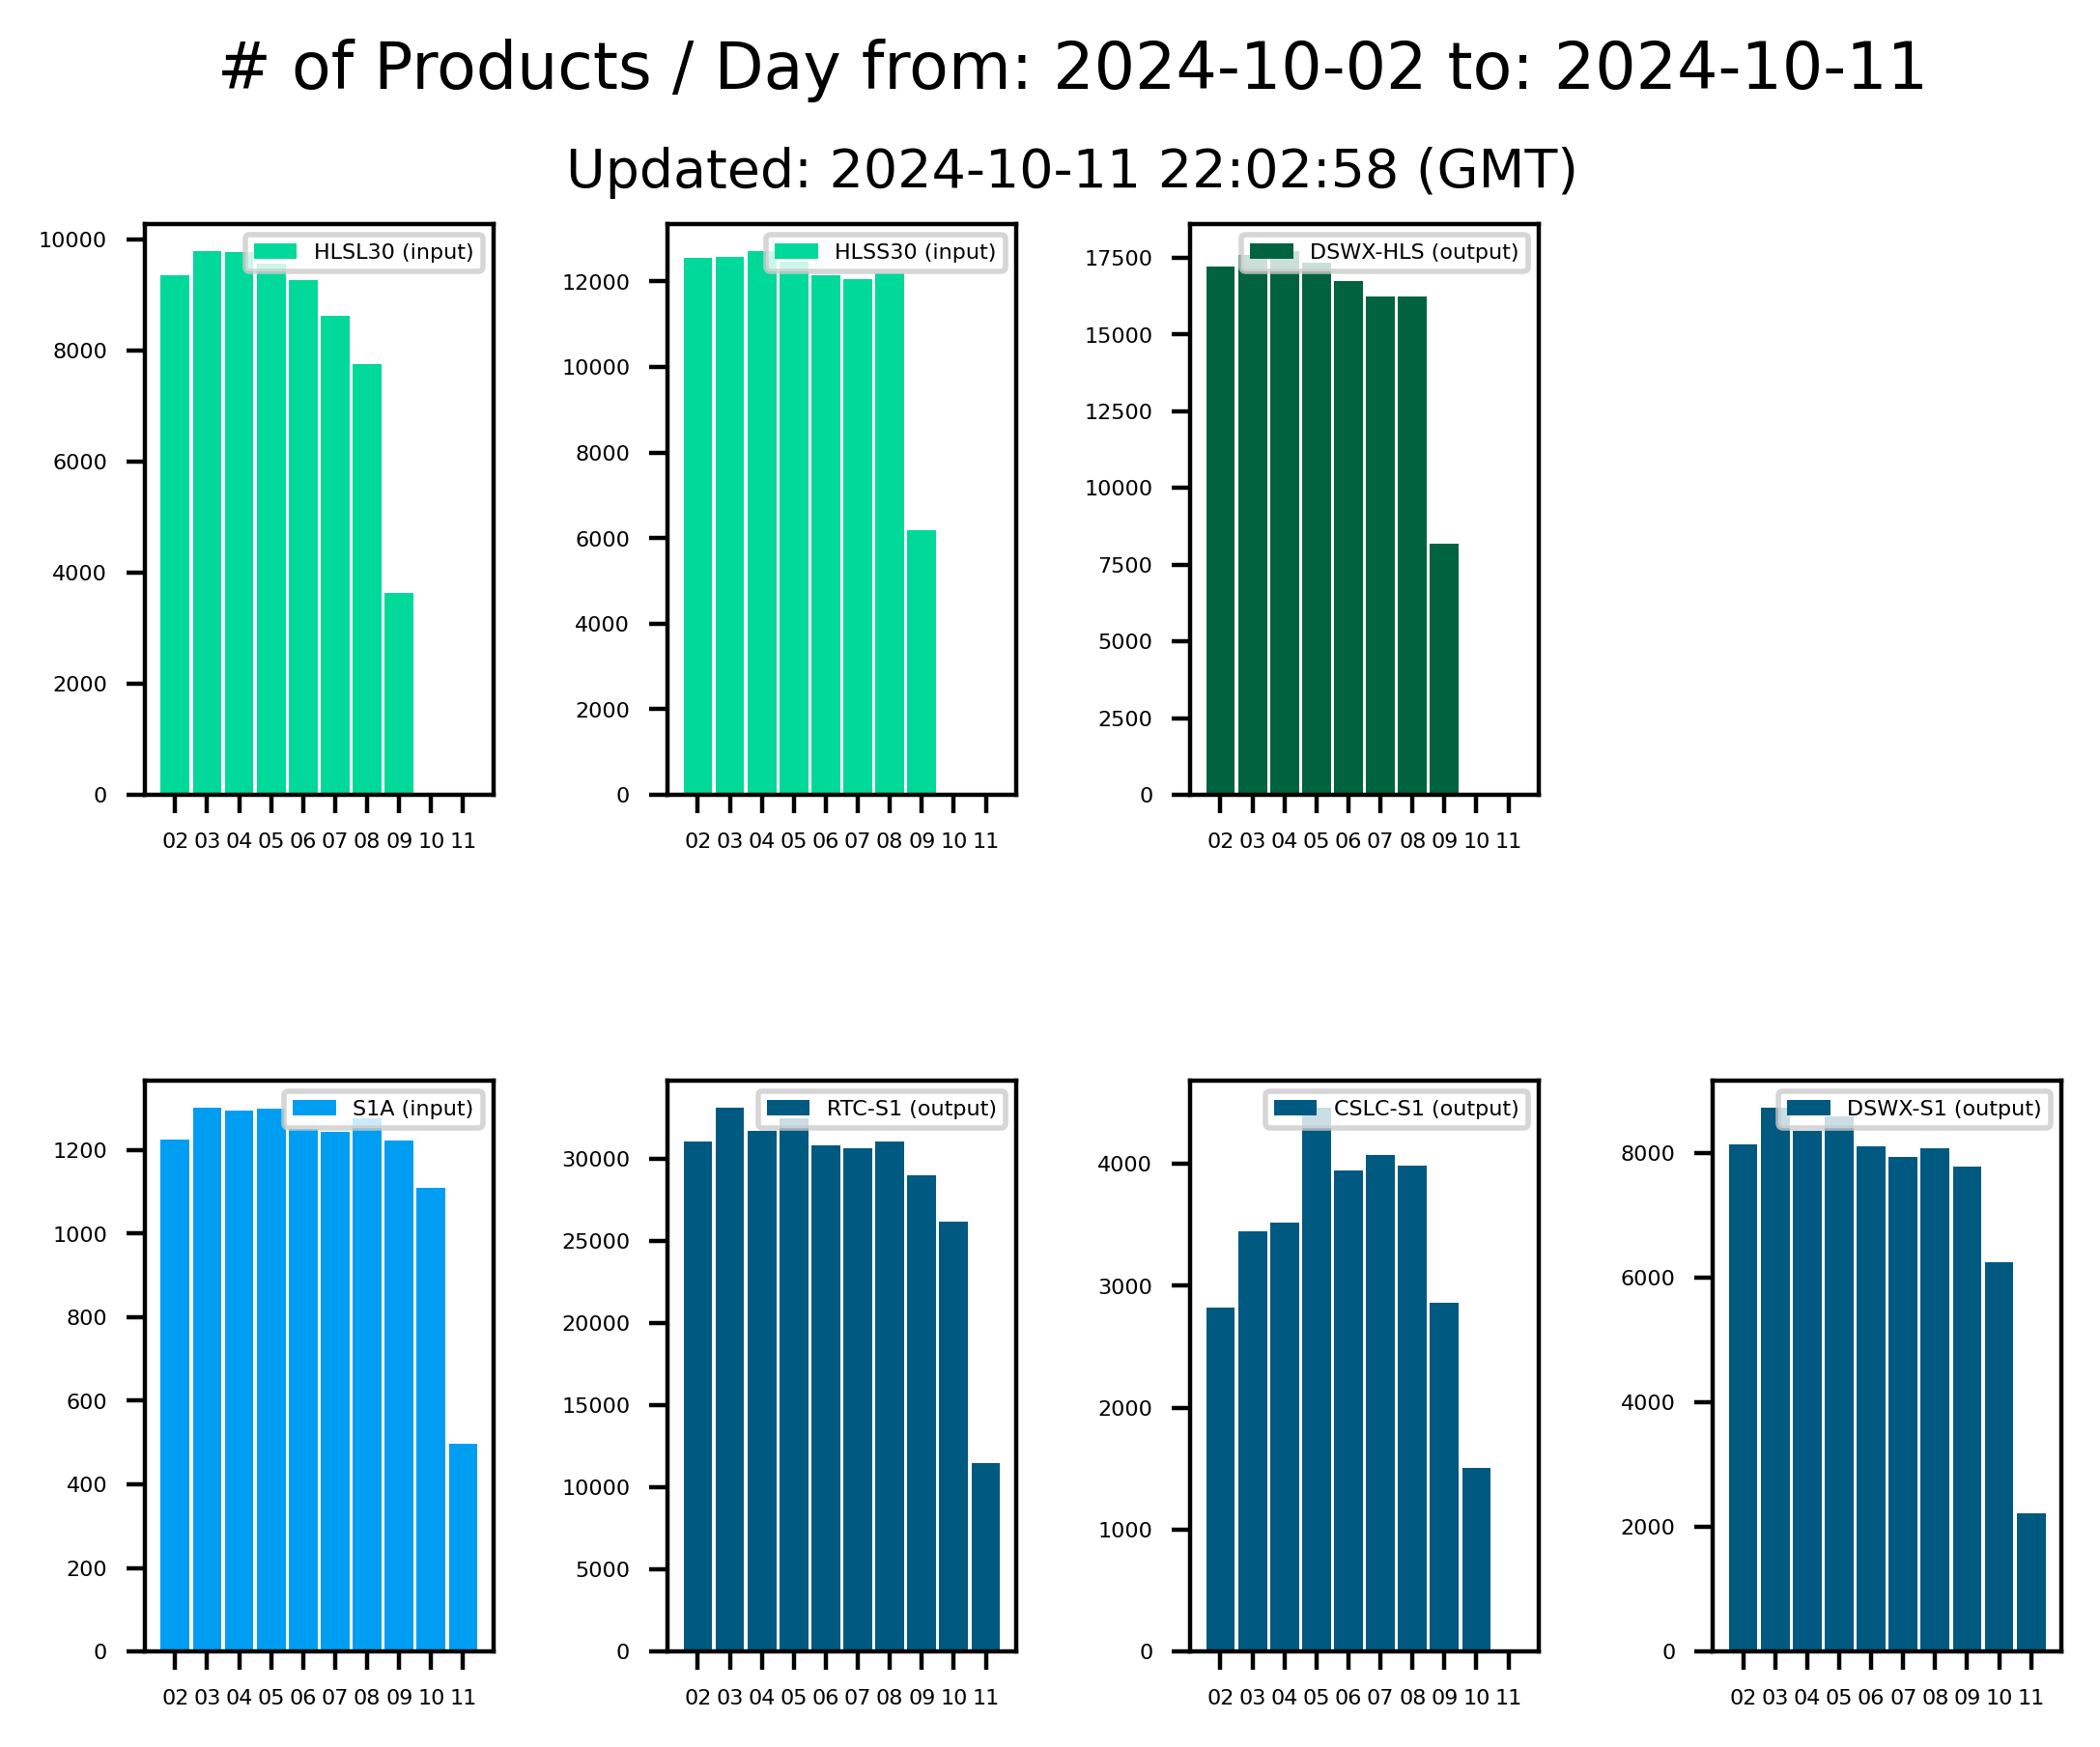 # of Products / Day from: 2024-10-02 to: 2024-10-11
Updated: 2024-10-11 22:02:58 (GMT)
HLSL30 (input)
10000
8000
6000
4000
2000
0
02 03 04 05 06 07 08 09 10 11
HLSS30 (input)
12000
10000
8000
6000
4000
2000
0
02 03 04 05 06 07 08 09 10 11
DSWX-HLS (output)
17500
15000
12500
10000
7500
5000
2500
0
02 03 04 05 06 07 08 09 10 11
S1A (input)
1200
1000
800
600
400
200
0
02 03 04 05 06 07 08 09 10 11
RTC-S1 (output)
30000
25000
20000
15000
10000
5000
0
02 03 04 05 06 07 08 09 10 11
CSLC-S1 (output)
4000
3000
2000
1000
0
02 03 04 05 06 07 08 09 10 11
DSWX-S1 (output)
8000
6000
4000
2000
0
02 03 04 05 06 07 08 09 10 11